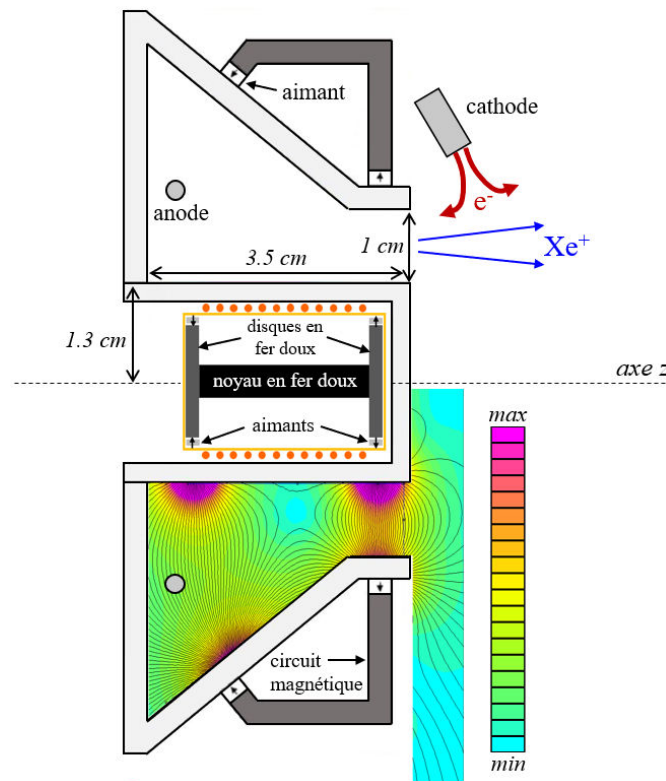 aimant
cathode
anode
e-
1 cm
Xe+
3.5 cm
1.3 cm
disques en
fer doux
noyau en fer doux
axe z
aimants
max
circuit
magnétique
min